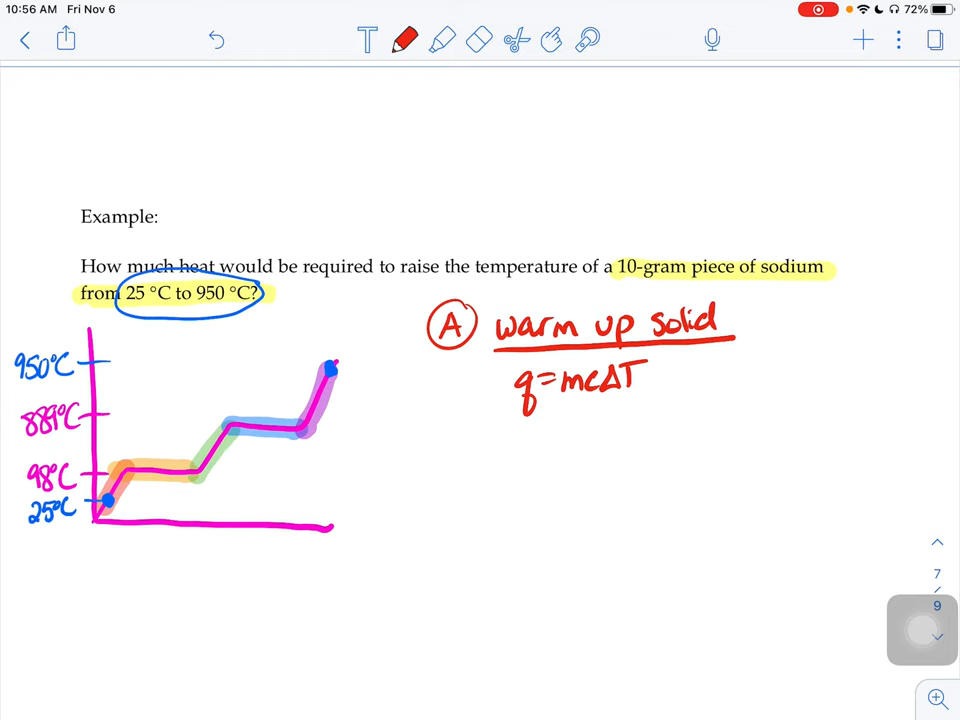 10:56 AM Fri Nov 6
72%
T
Example:
How much heat would be required to raise the temperature of a 10-gram piece of sodium
from 25 °C to 950 °C?
A warm up solid
q=mcΔT
950°C
889°C
98°C
25°C
7
/
9